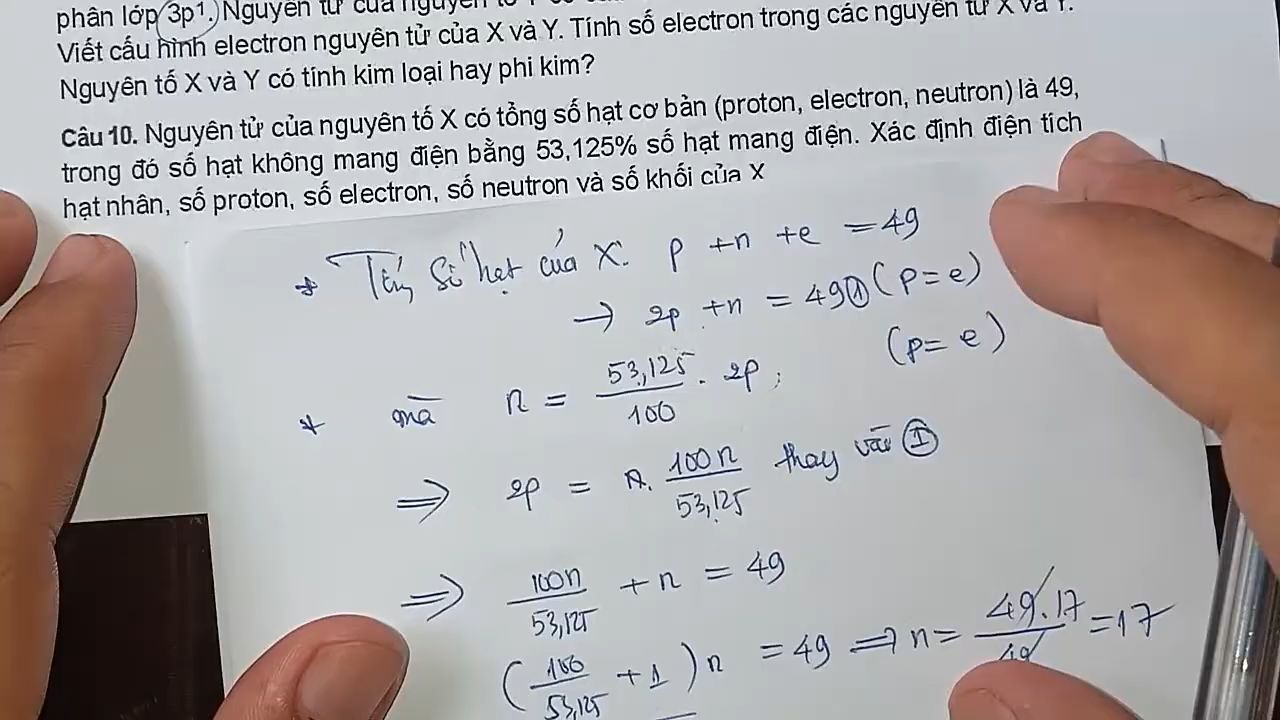 phân lớp 3p¹. Nguyên tử của nguyên tố Y có
Viết cấu hình electron nguyên tử của X và Y. Tính số electron trong các nguyên tử X và Y.
Nguyên tố X và Y có tính kim loại hay phi kim?
Câu 10. Nguyên tử của nguyên tố X có tổng số hạt cơ bản (proton, electron, neutron) là 49,
trong đó số hạt không mang điện bằng 53,125% số hạt mang điện. Xác định điện tích
hạt nhân, số proton, số electron, số neutron và số khối của X
* Tổng số hạt của X: p + n + e = 49
→ 2p + n = 49 ① (p = e)
* mà n = 53,125/100 . 2p ; (p = e)
⇒ 2p = 100n/53,125 thay vào Ⓘ
⇒ 100n/53,125 + n = 49
(100/53,125 + 1) n = 49 ⇒ n = 49.17/49 = 17